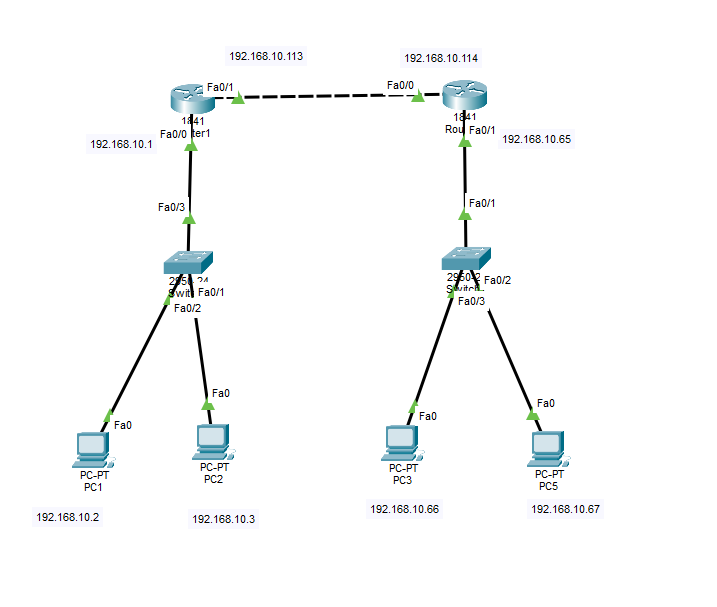 192.168.10.113
192.168.10.114
Fa0/1
Fa0/0
1841
Fa0/0
192.168.10.1
1841
Fa0/1
192.168.10.65
Fa0/3
Fa0/1
Fa0/1
Fa0/2
Fa0/2
Fa0/3
Fa0
Fa0
Fa0
Fa0
PC-PT
PC1
PC-PT
PC2
PC-PT
PC3
PC-PT
PC5
192.168.10.2
192.168.10.3
192.168.10.66
192.168.10.67